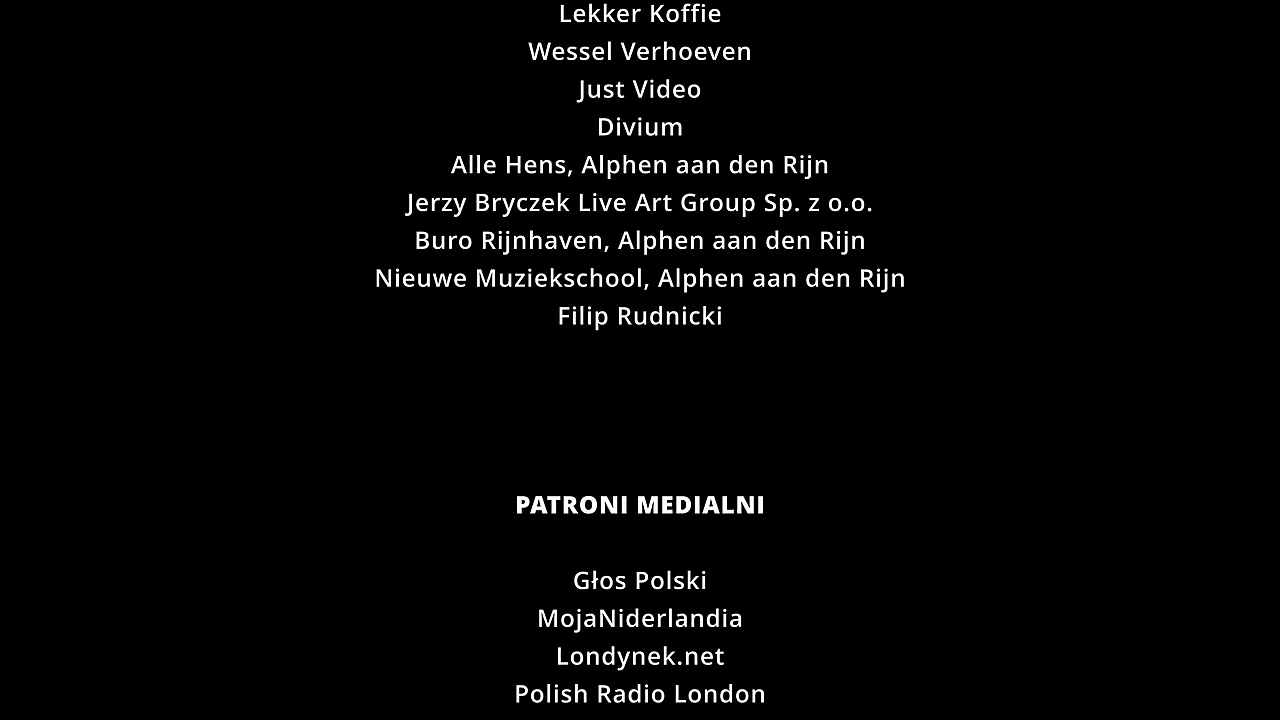 Lekker Koffie
Wessel Verhoeven
Just Video
Divium
Alle Hens, Alphen aan den Rijn
Jerzy Bryczek Live Art Group Sp. z o.o.
Buro Rijnhaven, Alphen aan den Rijn
Nieuwe Muziekschool, Alphen aan den Rijn
Filip Rudnicki
PATRONI MEDIALNI
Głos Polski
MojaNiderlandia
Londynek.net
Polish Radio London